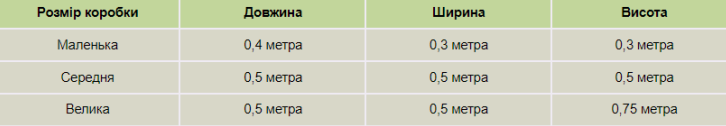 Розмір коробки Довжина Ширина Висота
Маленька 0,4 метра 0,3 метра 0,3 метра
Середня 0,5 метра 0,5 метра 0,5 метра
Велика 0,5 метра 0,5 метра 0,75 метра